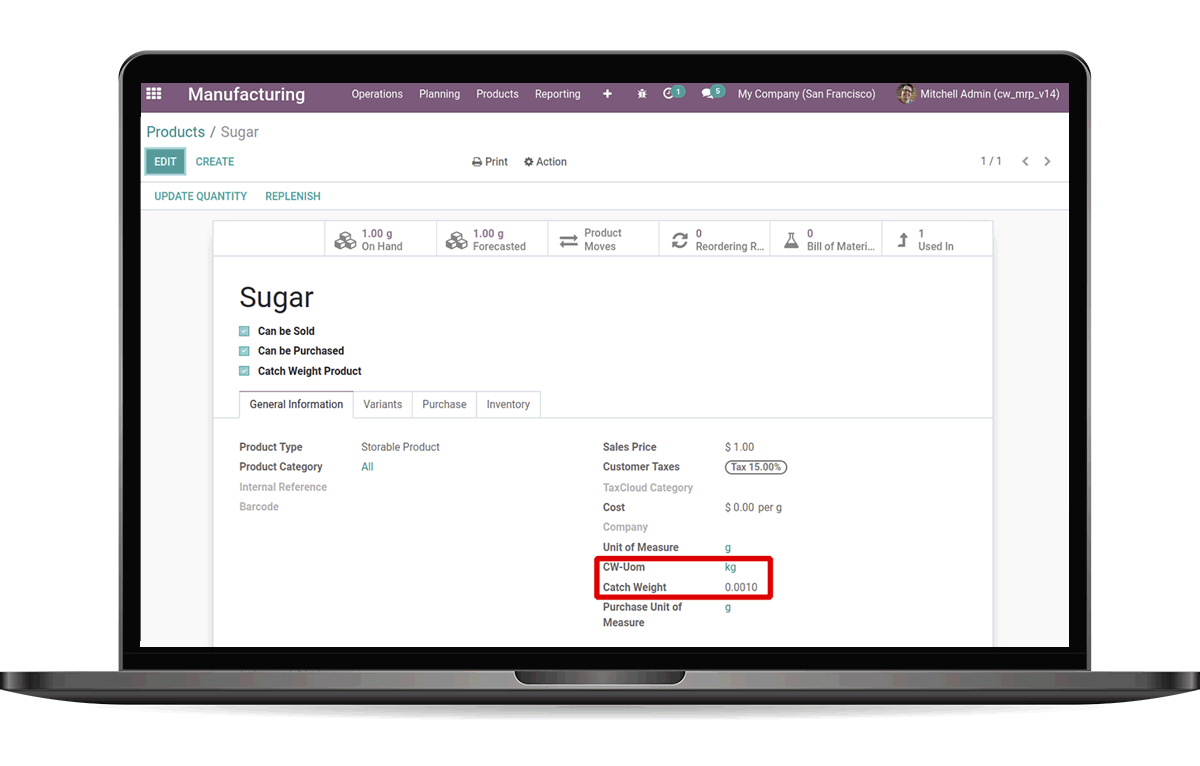 Manufacturing Operations Planning Products Reporting 1 5 My Company (San Francisco) Mitchell Admin (cw_mrp_v14)
Products / Sugar
EDIT CREATE Print Action 1 / 1
UPDATE QUANTITY REPLENISH
1.00 g
On Hand
1.00 g
Forecasted
Product
Moves
0
Reordering R...
0
Bill of Materi...
1
Used In
Sugar
Can be Sold
Can be Purchased
Catch Weight Product
General Information Variants Purchase Inventory
Product Type Storable Product
Product Category All
Internal Reference
Barcode
Sales Price $ 1.00
Customer Taxes Tax 15.00%
TaxCloud Category
Cost $ 0.00 per g
Company
Unit of Measure g
CW-Uom kg
Catch Weight 0.0010
Purchase Unit of g
Measure